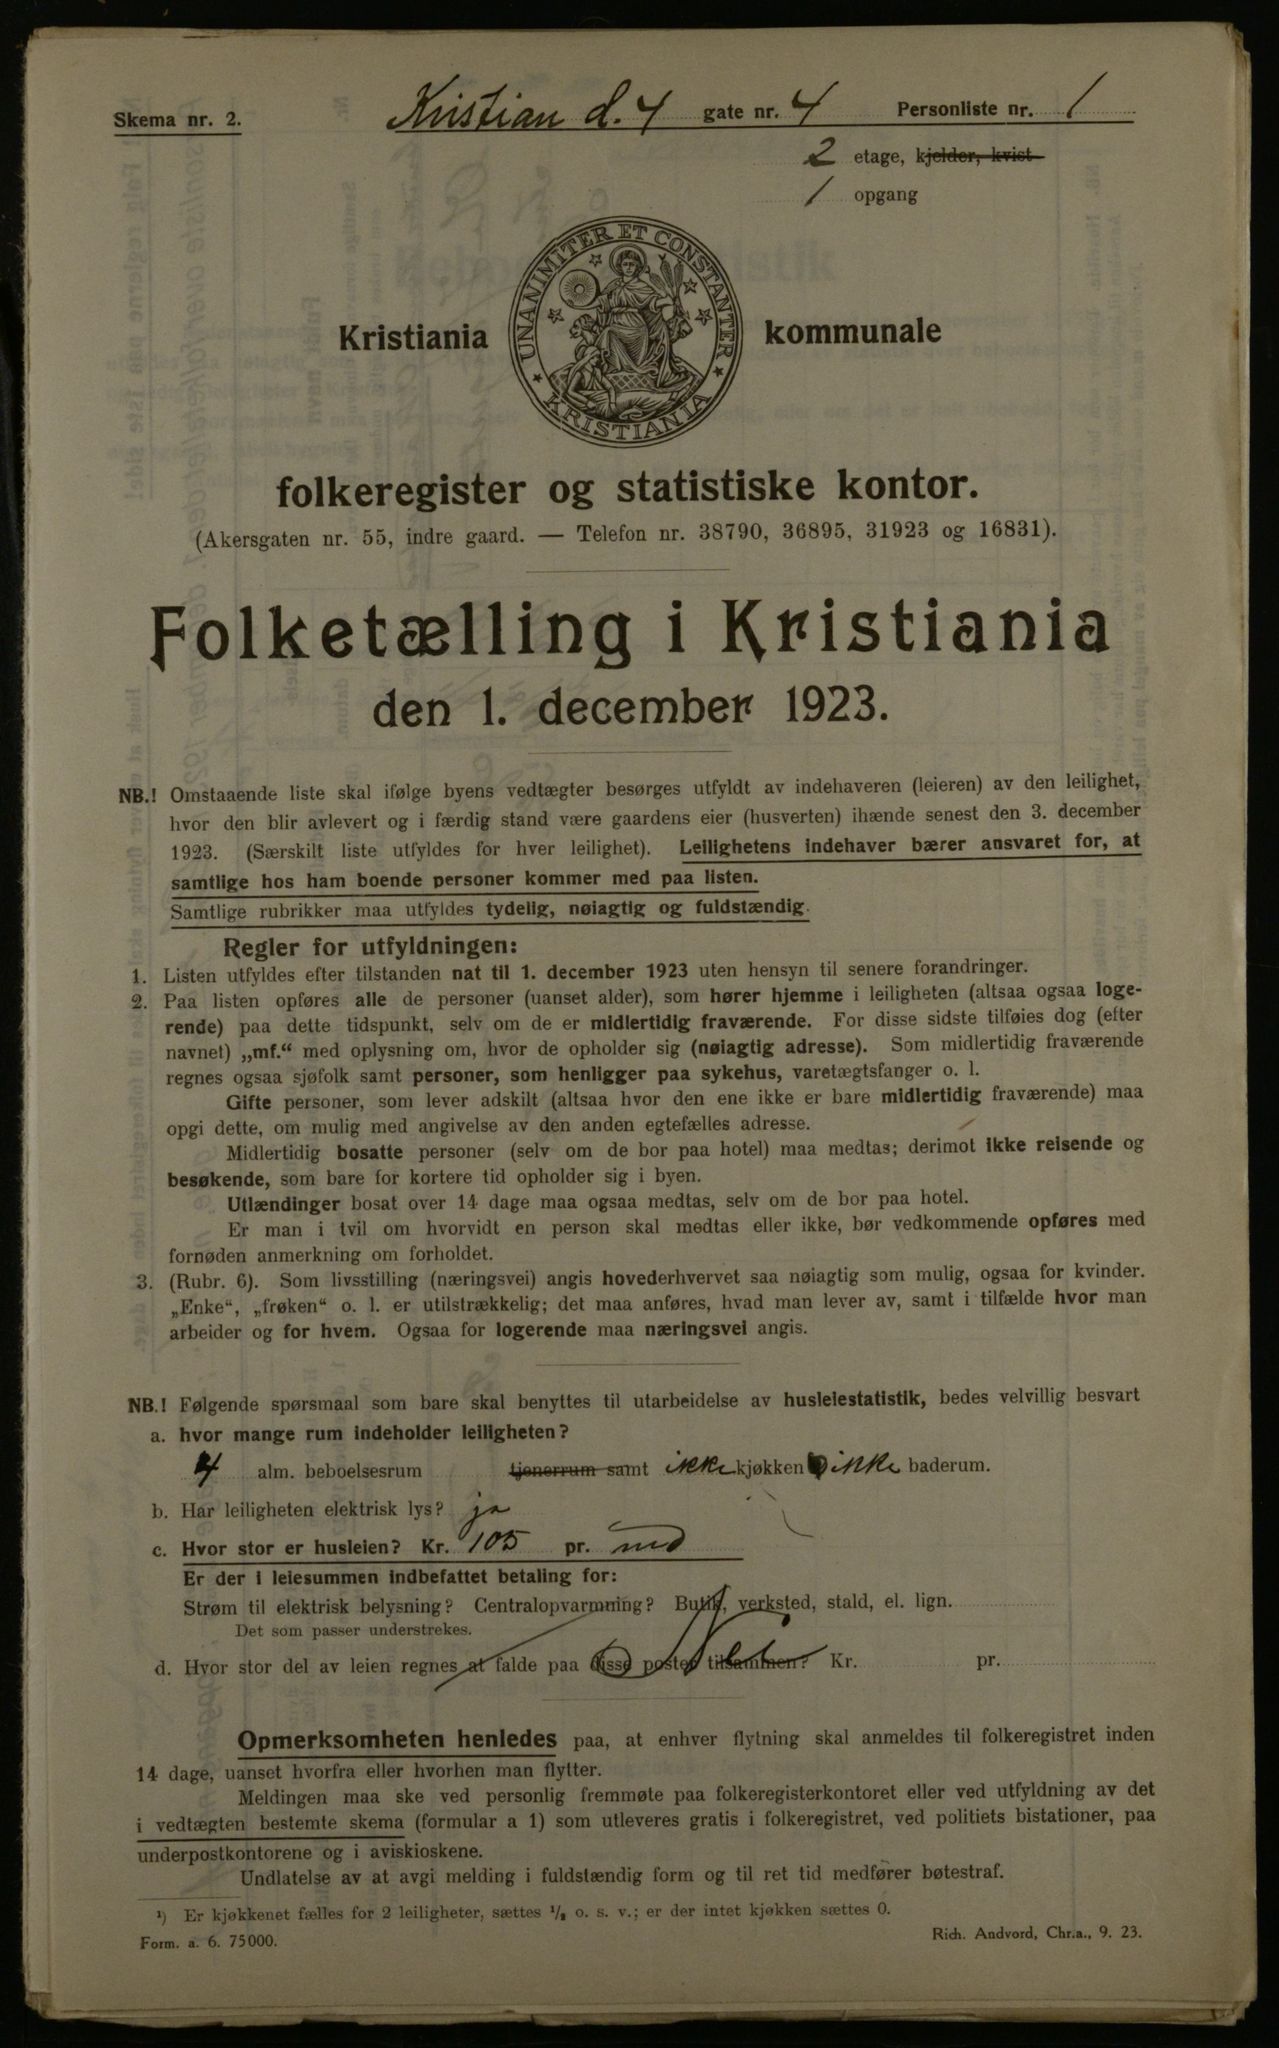 Skema nr. 2.
Kristian d. 4 gate nr. 4 Personliste nr. 1
2 etage, kjelder, kvist
1 opgang
UNANIMITER ET CONSTANTER
KRISTIANIA
Kristiania kommunale
folkeregister og statistiske kontor.
(Akersgaten nr. 55, indre gaard. — Telefon nr. 38790, 36895, 31923 og 16831).
Folketælling i Kristiania
den 1. december 1923.
NB.! Omstaaende liste skal ifølge byens vedtægter besørges utfyldt av indehaveren (leieren) av den leilighet,
hvor den blir avlevert og i færdig stand være gaardens eier (husverten) ihænde senest den 3. december
1923. (Særskilt liste utfyldes for hver leilighet). Leilighetens indehaver bærer ansvaret for, at
samtlige hos ham boende personer kommer med paa listen.
Samtlige rubrikker maa utfyldes tydelig, nøiagtig og fuldstændig.
Regler for utfyldningen:
1. Listen utfyldes efter tilstanden nat til 1. december 1923 uten hensyn til senere forandringer.
2. Paa listen opføres alle de personer (uanset alder), som hører hjemme i leiligheten (altsaa ogsaa loge-
rende) paa dette tidspunkt, selv om de er midlertidig fraværende. For disse sidste tilføies dog (efter
navnet) „mf.“ med oplysning om, hvor de opholder sig (nøiagtig adresse). Som midlertidig fraværende
regnes ogsaa sjøfolk samt personer, som henligger paa sykehus, varetægtsfanger o. l.
Gifte personer, som lever adskilt (altsaa hvor den ene ikke er bare midlertidig fraværende) maa
opgi dette, om mulig med angivelse av den anden egtefælles adresse.
Midlertidig bosatte personer (selv om de bor paa hotel) maa medtas; derimot ikke reisende og
besøkende, som bare for kortere tid opholder sig i byen.
Utlændinger bosat over 14 dage maa ogsaa medtas, selv om de bor paa hotel.
Er man i tvil om hvorvidt en person skal medtas eller ikke, bør vedkommende opføres med
fornøden anmerkning om forholdet.
3. (Rubr. 6). Som livsstilling (næringsvei) angis hovederhvervet saa nøiagtig som mulig, ogsaa for kvinder.
„Enke“, „frøken“ o. l. er utilstrækkelig; det maa anføres, hvad man lever av, samt i tilfælde hvor man
arbeider og for hvem. Ogsaa for logerende maa næringsvei angis.
NB.! Følgende spørsmaal som bare skal benyttes til utarbeidelse av husleiestatistik, bedes velvillig besvart
a. hvor mange rum indeholder leiligheten?
4 alm. beboelsesrum tjenerrum samt ikke kjøkken ikke baderum.
b. Har leiligheten elektrisk lys? ja
c. Hvor stor er husleien? Kr. 105 pr. md
Er der i leiesummen indbefattet betaling for:
Strøm til elektrisk belysning? Centralopvarmning? Butik, verksted, stald, el. lign.
Det som passer understrekes.
d. Hvor stor del av leien regnes at falde paa disse poster tilsammen? Kr. pr.
Nei
Opmerksomheten henledes paa, at enhver flytning skal anmeldes til folkeregistret inden
14 dage, uanset hvorfra eller hvorhen man flytter.
Meldingen maa ske ved personlig fremmøte paa folkeregisterkontoret eller ved utfyldning av det
i vedtægten bestemte skema (formular a 1) som utleveres gratis i folkeregistret, ved politiets bistationer, paa
underpostkontorene og i aviskioskene.
Undlatelse av at avgi melding i fuldstændig form og til ret tid medfører bøtestraf.
¹) Er kjøkkenet fælles for 2 leiligheter, sættes ¹/₂ o. s. v.; er der intet kjøkken sættes 0.
Form. a. 6. 75000. Rich. Andvord, Chr.a., 9. 23.